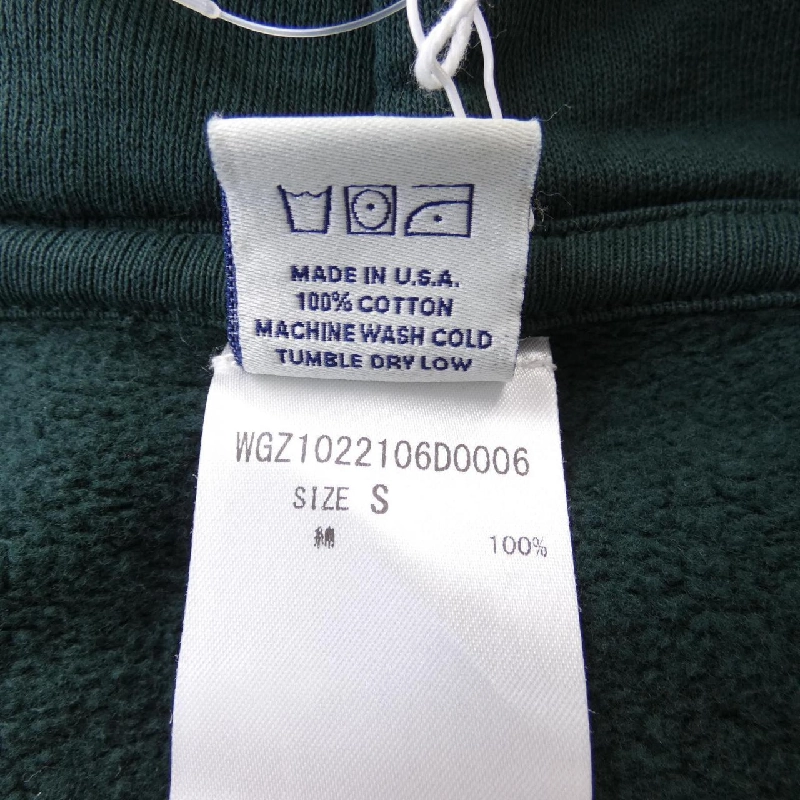 MADE IN U.S.A.
100% COTTON
MACHINE WASH COLD
TUMBLE DRY LOW
WGZ1022106D0006
SIZE S
綿 100%